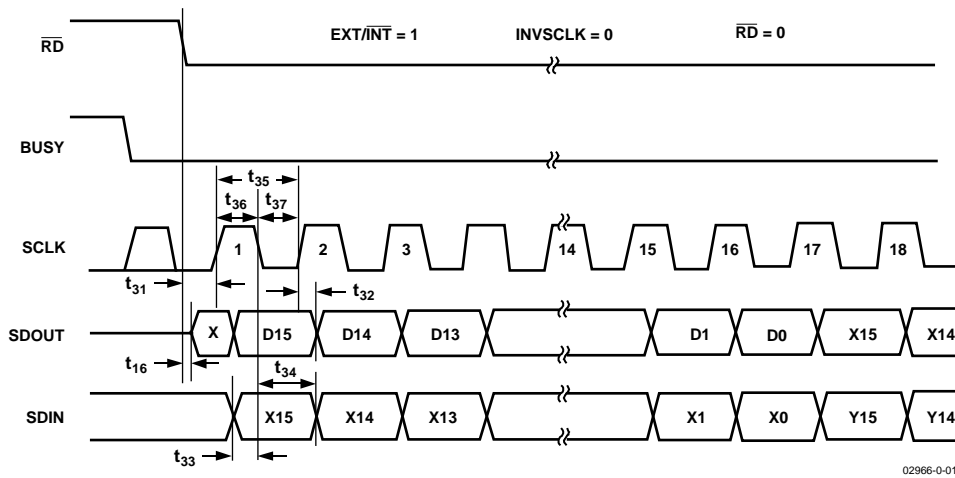 EXT/INT = 1 INVSCLK = 0 RD = 0
RD
BUSY
t35
t36 t37
SCLK 1 2 3 14 15 16 17 18
t31
t32
SDOUT X D15 D14 D13 D1 D0 X15 X14
t16
t34
SDIN X15 X14 X13 X1 X0 Y15 Y14
t33
02966-0-01